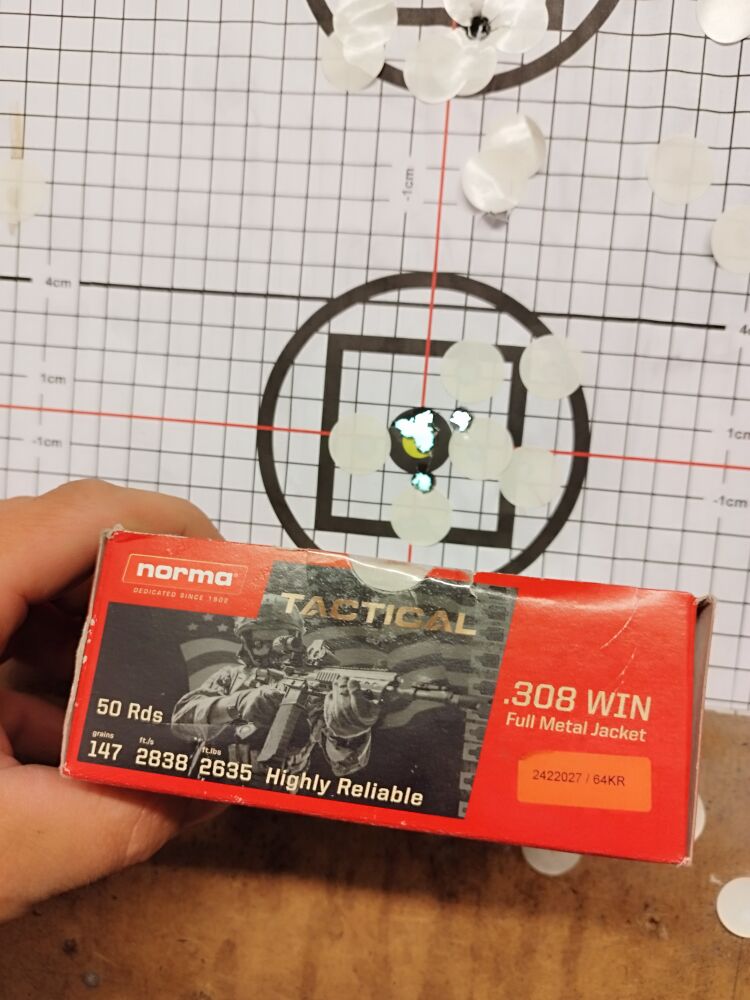 -1cm
4cm
4c
1cm
1cm
-1cm
-1cm
norma
DEDICATED SINCE 1902
TACTICAL
50 Rds
grains
147
ft./s
2838
ft.lbs
2635
Highly Reliable
.308 WIN
Full Metal Jacket
2422027 / 64KR